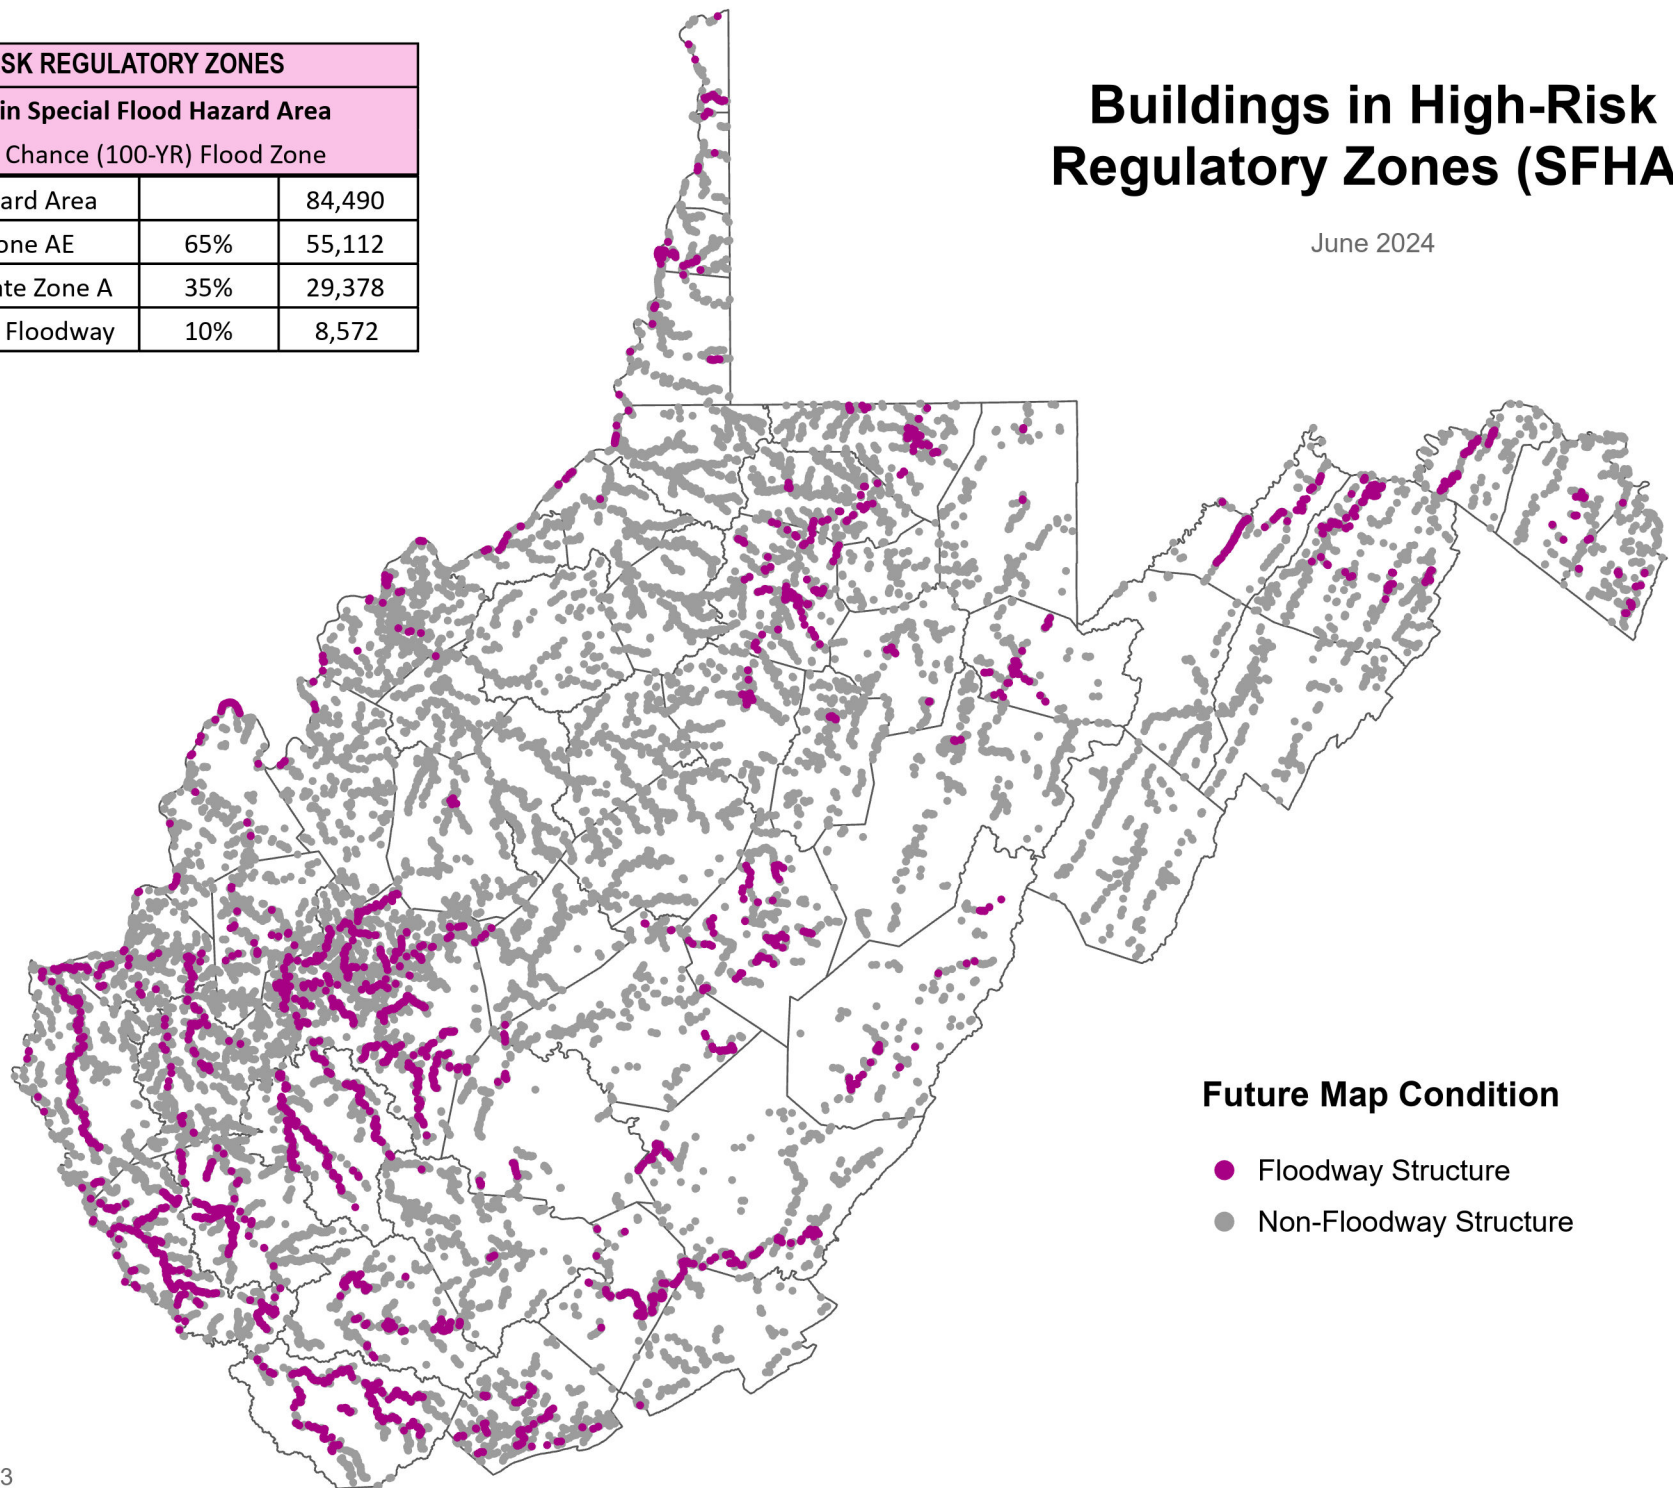 SK REGULATORY ZONES
in Special Flood Hazard Area
Chance (100-YR) Flood Zone
ard Area 84,490
one AE 65% 55,112
te Zone A 35% 29,378
Floodway 10% 8,572
Buildings in High-Risk
Regulatory Zones (SFHA
June 2024
Future Map Condition
Floodway Structure
Non-Floodway Structure
3